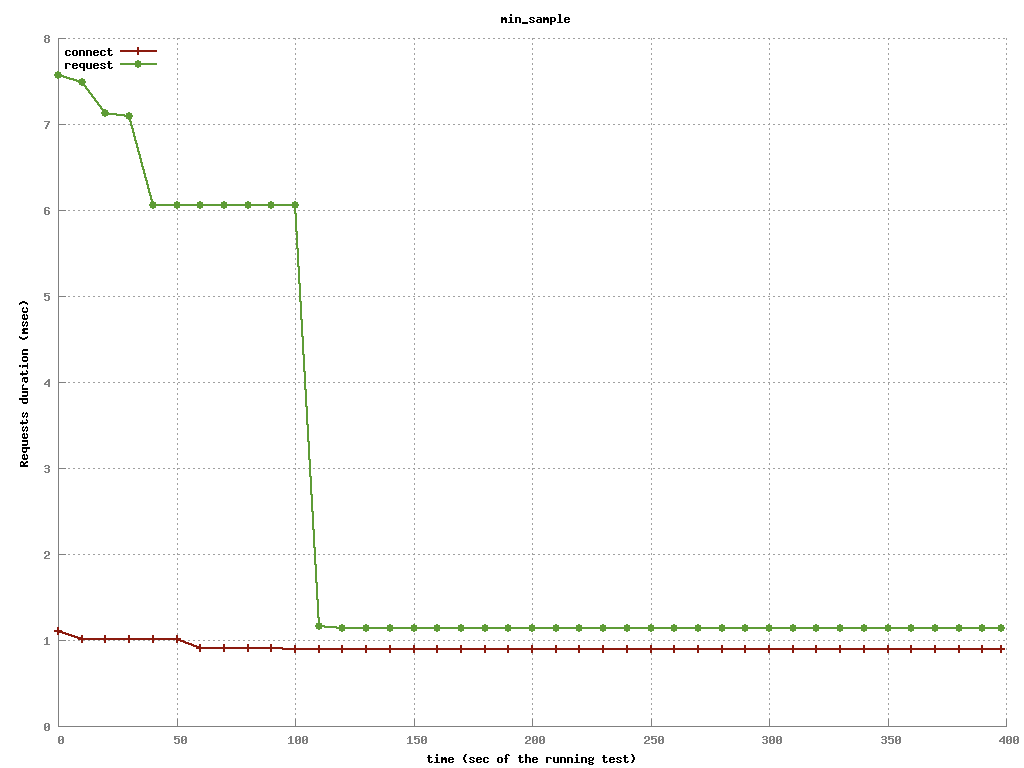 min_sample
connect
request
8
7
6
5
4
3
2
1
0
Requests duration (msec)
0 50 100 150 200 250 300 350 400
time (sec of the running test)